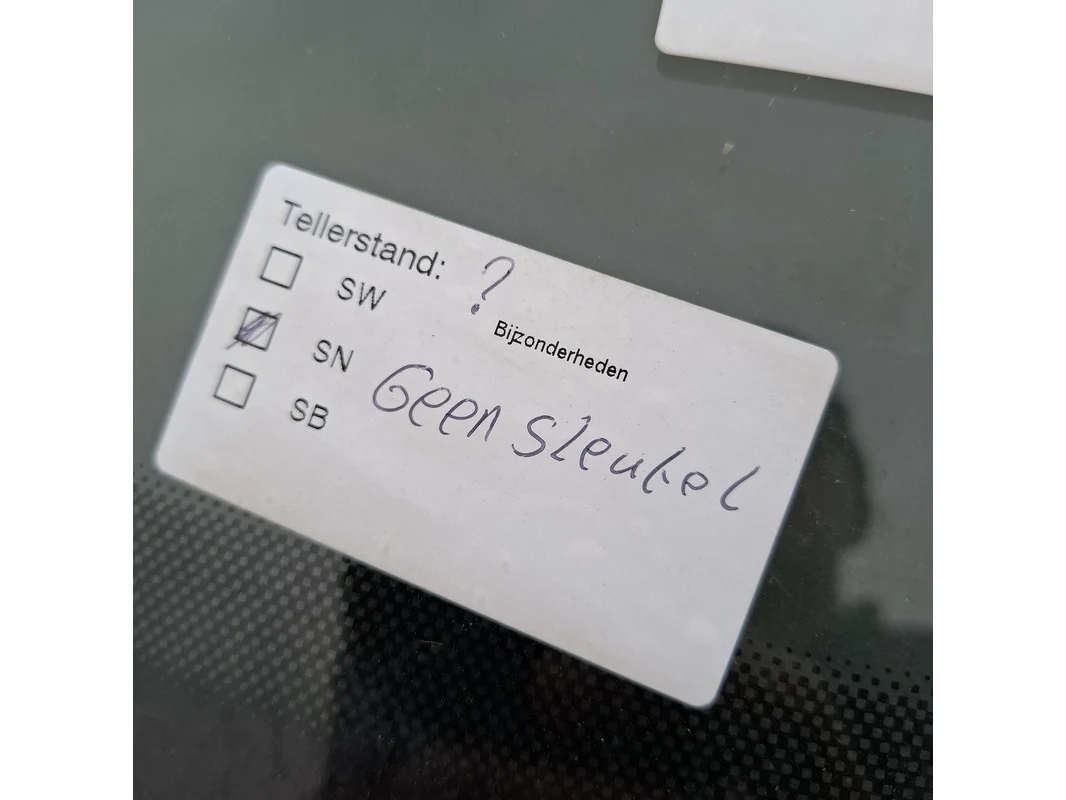 Tellerstand: ?
SW
Bijzonderheden
SN
Geen sleutel
SB